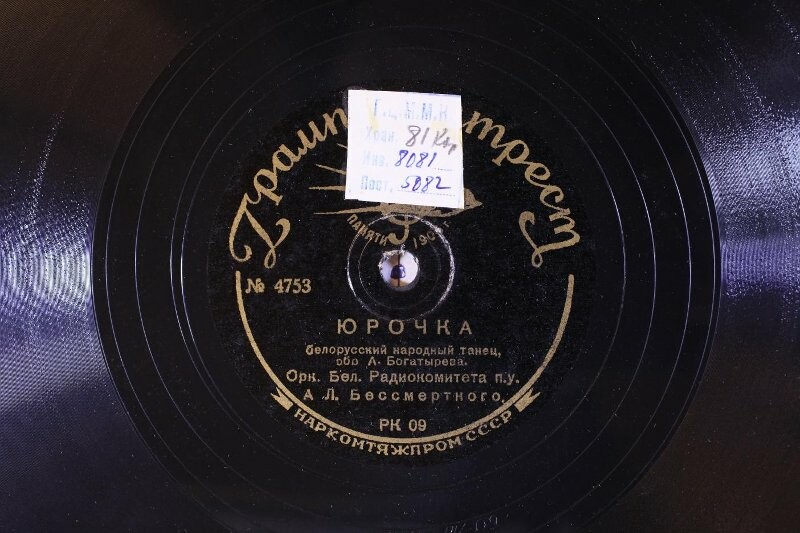 Грамп трест
Г.Ц.М.М.К
Хран. 81 Кп
Инв. 8081
Пост. 5082
ПАМЯТИ 190
№ 4753
ЮРОЧКА
белорусский народный танец,
обр А. Богатырева.
Орк. Бел. Радиокомитета п.у.
А Л. Бессмертного.
РК 09
НАРКОМТЯЖПРОМ СССР